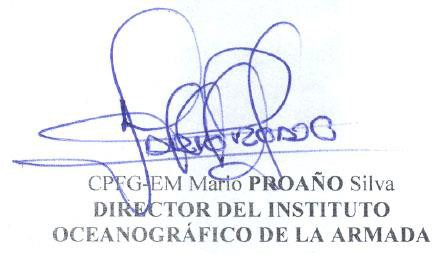 CPFG-EM Mario PROAÑO Silva
DIRECTOR DEL INSTITUTO
OCEANOGRÁFICO DE LA ARMADA